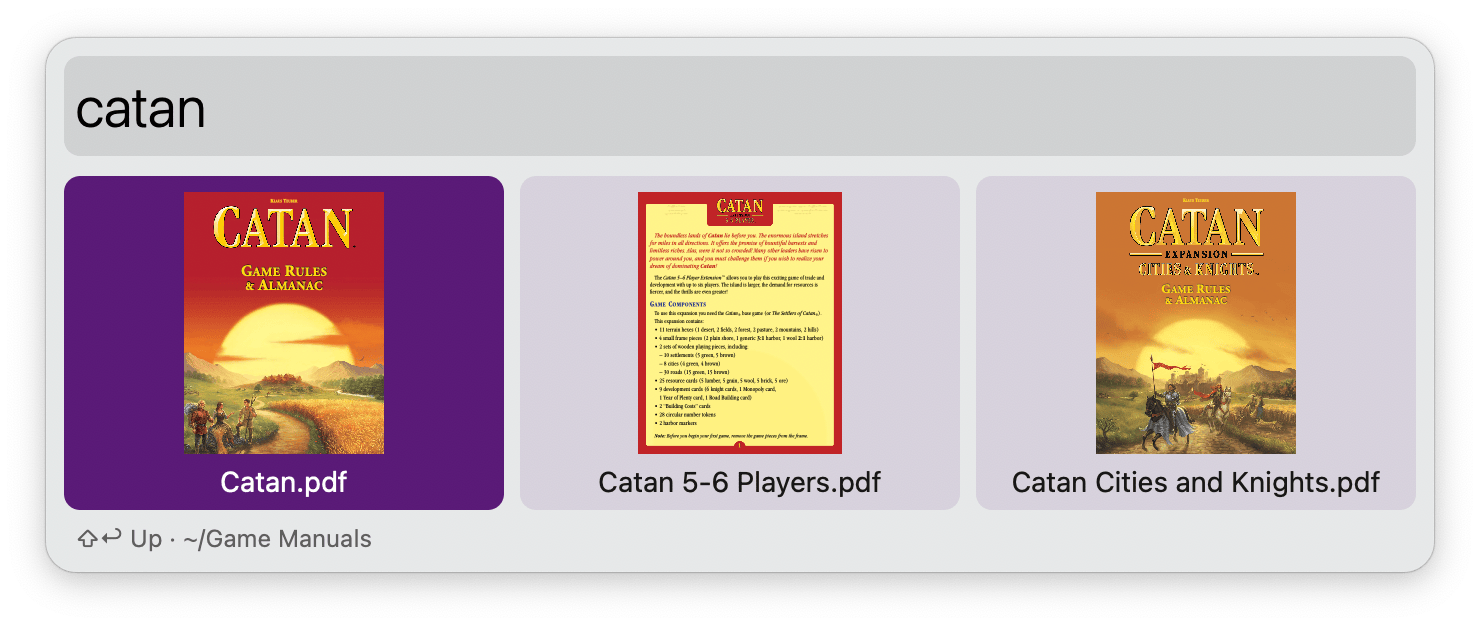 catan
KLAUS TEUBER
CATAN
GAME RULES
& ALMANAC
Catan.pdf
CATAN
The boundless lands of Catan lie before you. The enormous island stretches
for miles in all directions. It offers the promise of bountiful harvests and
limitless riches. Alas, were it not so crowded! Many other leaders have risen to
power around you, and you must challenge them if you wish to realize your
dream of dominating Catan!
The Catan 5-6 Player Extension™ allows you to play this exciting game of trade and
development with up to six players. The island is larger, the demand for resources is
fiercer, and the thrills are even greater!
GAME COMPONENTS
To use this expansion you need the Catan® base game (or The Settlers of Catan®).
This expansion contains:
• 11 terrain hexes (1 desert, 2 fields, 2 forest, 2 pasture, 2 mountains, 2 hills)
• 4 small frame pieces (2 plain shore, 1 generic 3:1 harbor, 1 wool 2:1 harbor)
• 2 sets of wooden playing pieces, including
– 10 settlements (5 green, 5 brown)
– 8 cities (4 green, 4 brown)
– 30 roads (15 green, 15 brown)
• 25 resource cards (5 lumber, 5 grain, 5 wool, 5 brick, 5 ore)
• 9 development cards (6 knight cards, 1 Monopoly card,
1 Year of Plenty card, 1 Road Building card)
• 2 "Building Costs" cards
• 28 circular number tokens
• 2 harbor markers
Note: Before you begin your first game, remove the game pieces from the frame.
1
Catan 5-6 Players.pdf
KLAUS TEUBER
CATAN
EXPANSION
CITIES & KNIGHTS™
GAME RULES
& ALMANAC
Catan Cities and Knights.pdf
⇧↩ Up · ~/Game Manuals